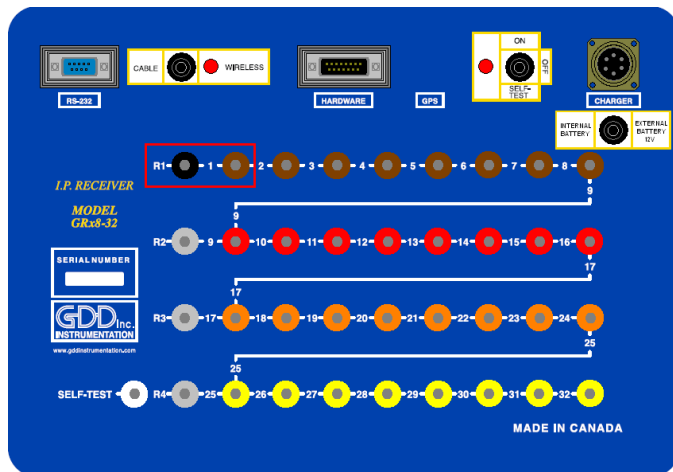 ON
CABLE
WIRELESS
OFF
SELF-
TEST
RS-232
HARDWARE
GPS
CHARGER
INTERNAL
BATTERY
EXTERNAL
BATTERY
12V
R1 1 2 3 4 5 6 7 8
9
I.P. RECEIVER
MODEL
GRx8-32
9
R2 9 10 11 12 13 14 15 16
17
SERIAL NUMBER
17
GDD Inc.
INSTRUMENTATION
www.gddinstrumentation.com
R3 17 18 19 20 21 22 23 24
25
25
SELF-TEST R4 25 26 27 28 29 30 31 32
MADE IN CANADA